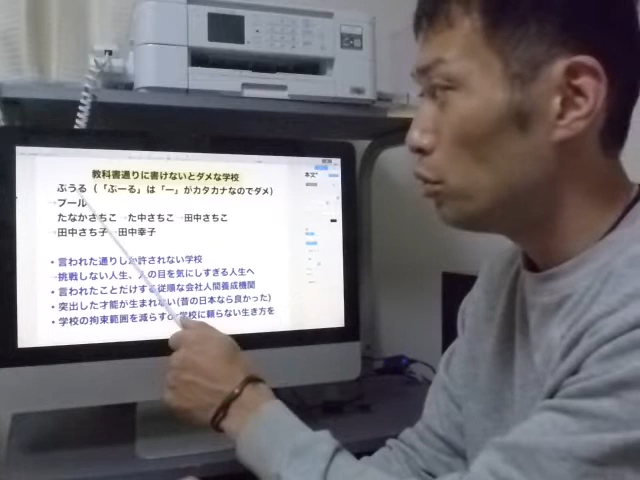 教科書通りに書けないとダメな学校
ぷうる（「ぷーる」は「ー」がカタカナなのでダメ）
→プール
たなかさちこ→た中さちこ→田中さちこ
→田中さち子→田中幸子
・言われた通りしか許されない学校
→挑戦しない人生、人の目を気にしすぎる人生へ
・言われたことだけする従順な会社人間養成機関
・突出した才能が生まれない(昔の日本なら良かった)
・学校の拘束範囲を減らす 学校に頼らない生き方を
本文